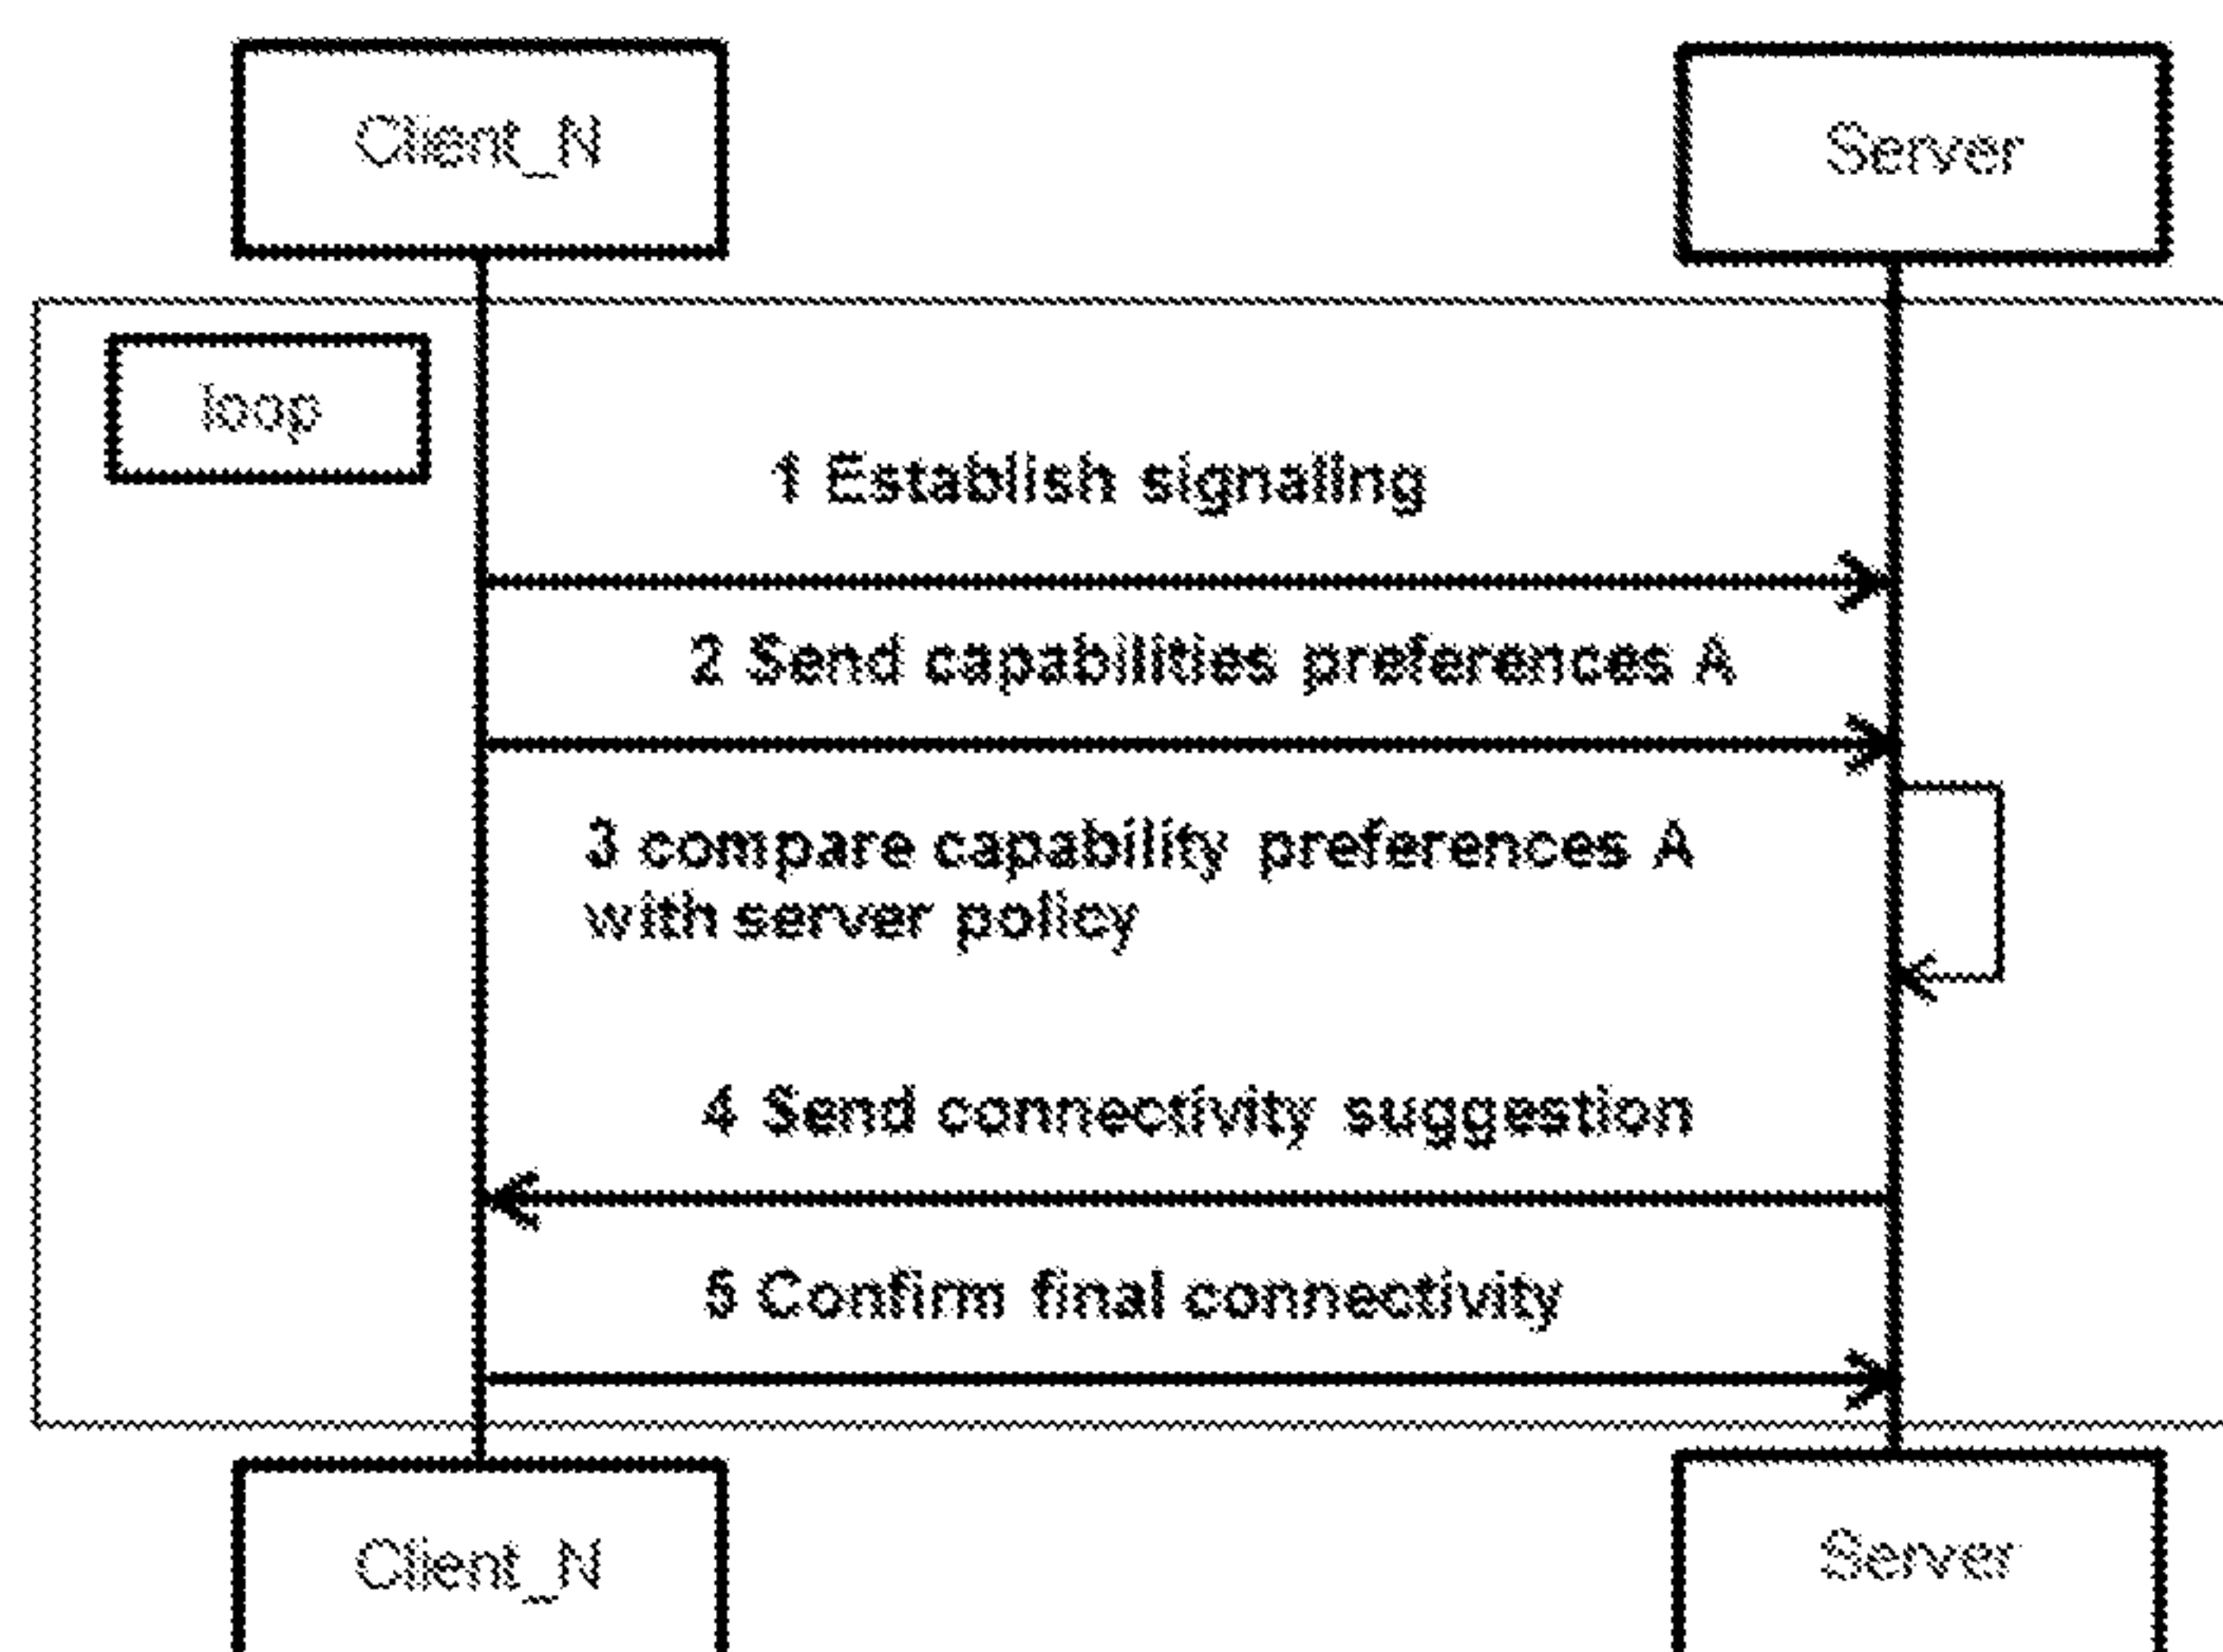 Client_N
Server
loop
1 Establish signaling
2 Send capabilities preferences A
3 compare capability preferences A
with server policy
4 Send connectivity suggestion
5 Confirm final connectivity
Client_N
Server